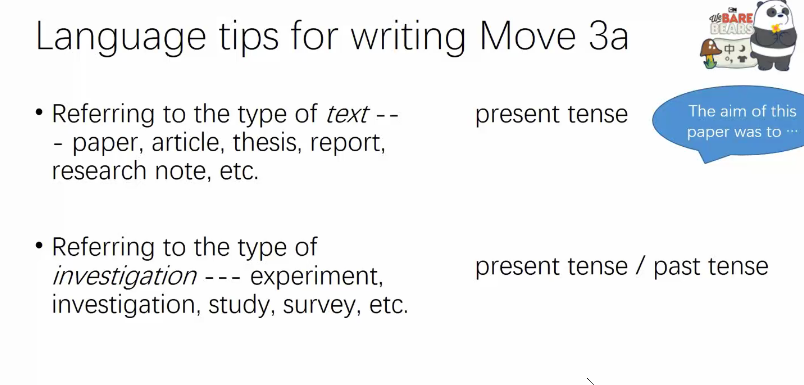 Language tips for writing Move 3a
We BARE
BEARS
中
• Referring to the type of text --
- paper, article, thesis, report,
research note, etc.
present tense
The aim of this
paper was to ···
• Referring to the type of
investigation --- experiment,
investigation, study, survey, etc.
present tense / past tense